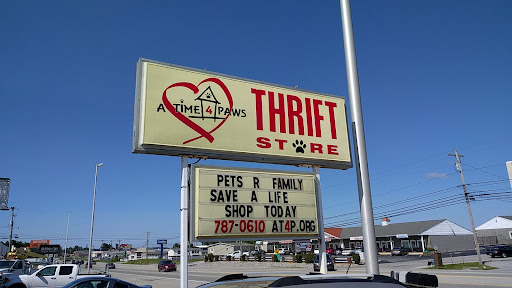 A TIME 4 PAWS
THRIFT
STORE
PETS R FAMILY
SAVE A LIFE
SHOP TODAY
787-0610 AT4P.ORG